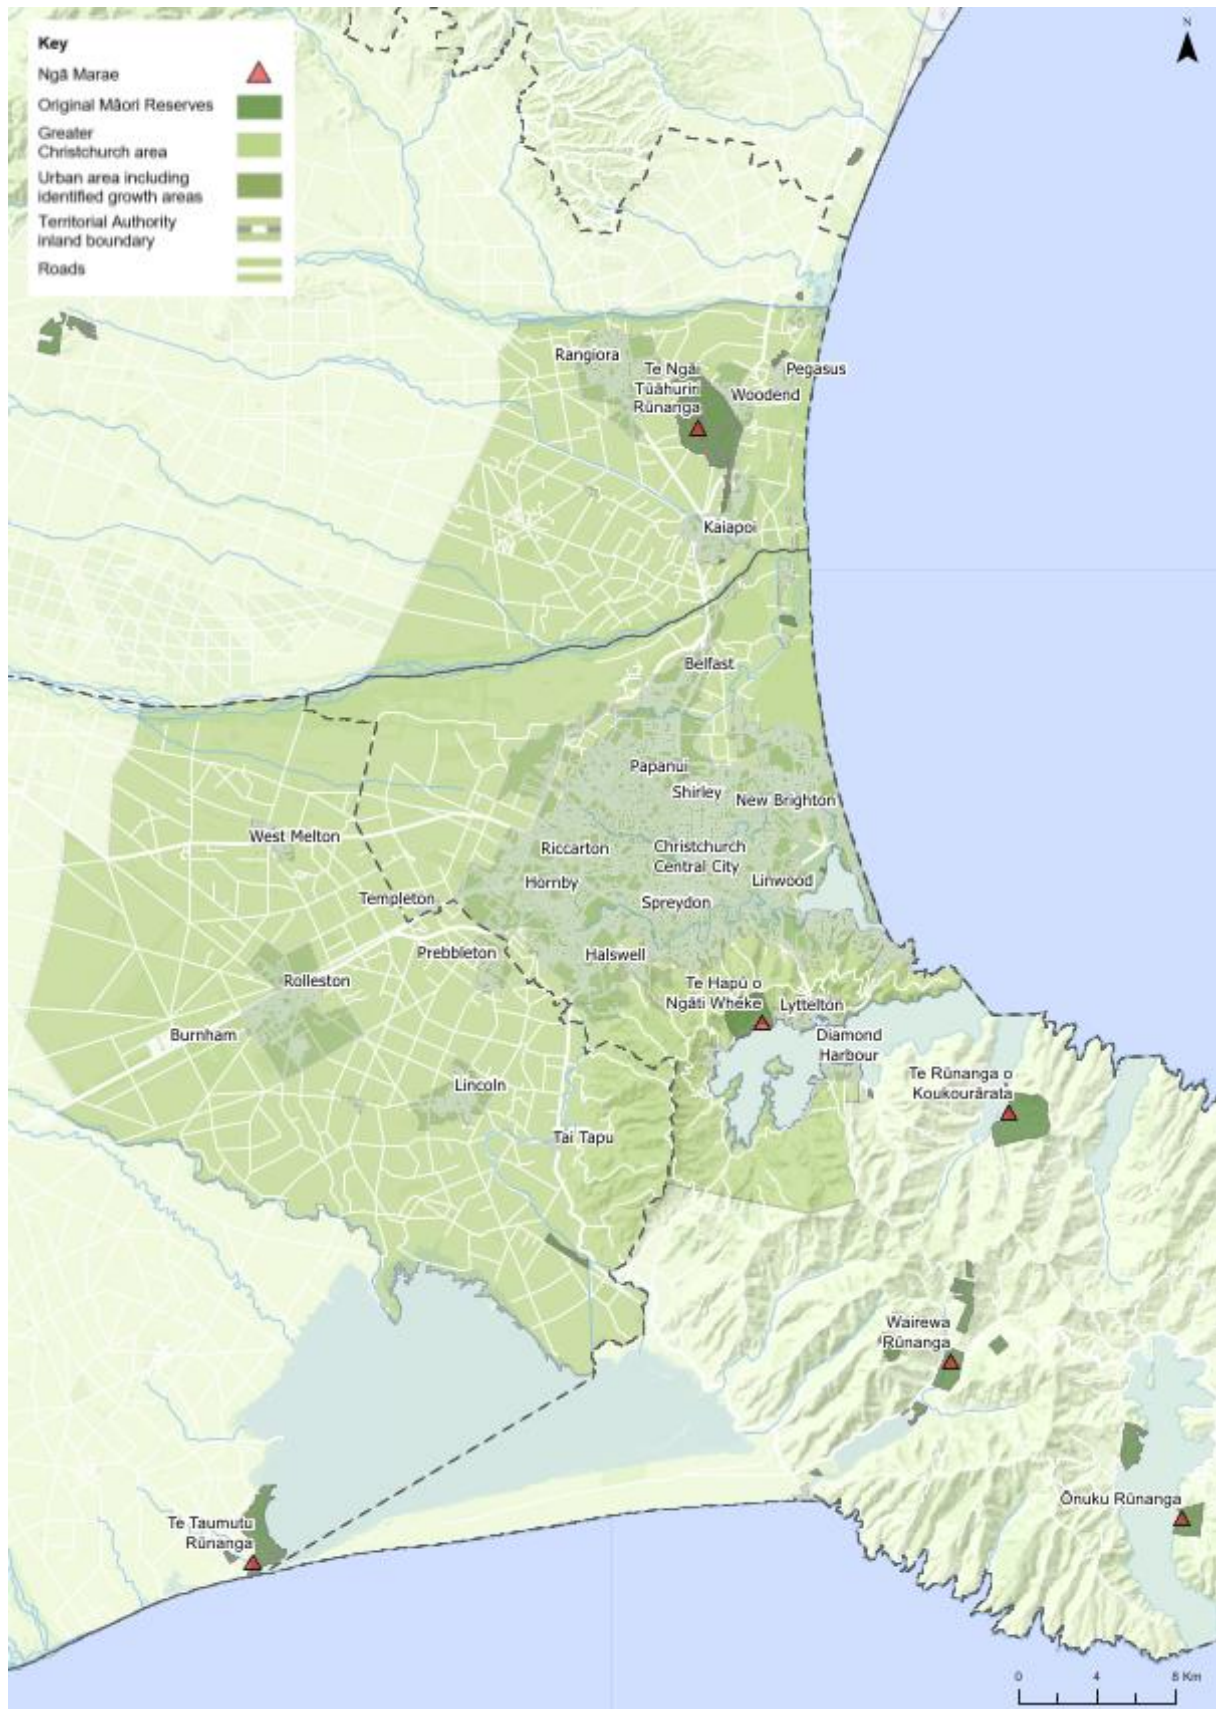 N
Key
Ngā Marae
Original Māori Reserves
Greater
Christchurch area
Urban area including
identified growth areas
Territorial Authority
inland boundary
Roads
Rangiora
Te Ngāi
Tūāhuriri
Rūnanga
Pegasus
Woodend
Kaiapoi
Belfast
Papanui
Shirley
New Brighton
West Melton
Riccarton
Christchurch
Central City
Hornby
Linwood
Templeton
Spreydon
Prebbleton
Halswell
Rolleston
Te Hapū o
Ngāti Wheke
Lyttelton
Burnham
Diamond
Harbour
Lincoln
Te Rūnanga o
Koukourārata
Tai Tapu
Wairewa
Rūnanga
Ōnuku Rūnanga
Te Taumutu
Rūnanga
0 4 8 Km